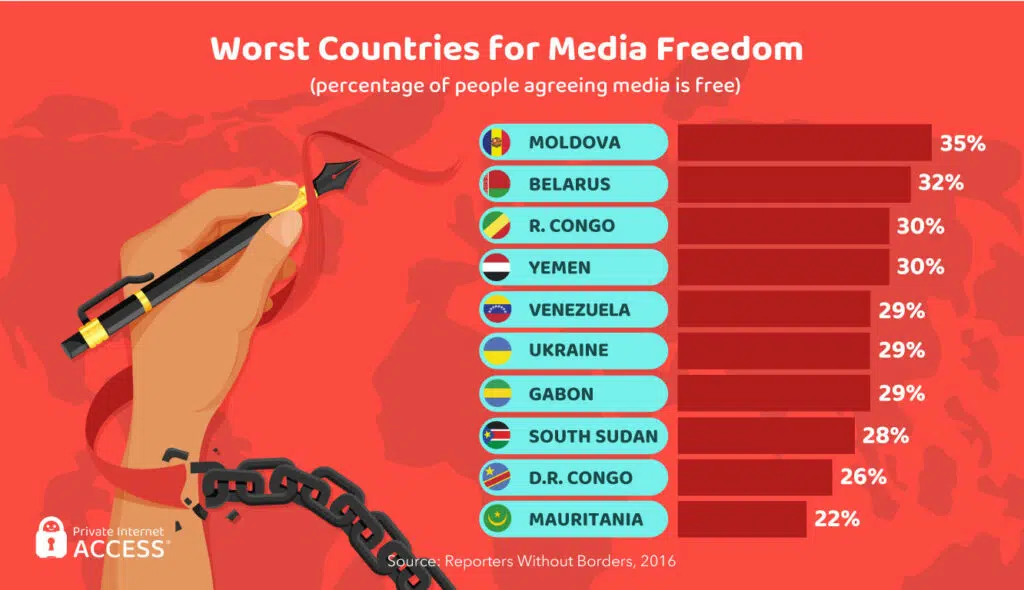 Worst Countries for Media Freedom
(percentage of people agreeing media is free)
MOLDOVA 35%
BELARUS 32%
R. CONGO 30%
YEMEN 30%
VENEZUELA 29%
UKRAINE 29%
GABON 29%
SOUTH SUDAN 28%
D.R. CONGO 26%
MAURITANIA 22%
Private Internet
ACCESS™
Source: Reporters Without Borders, 2016